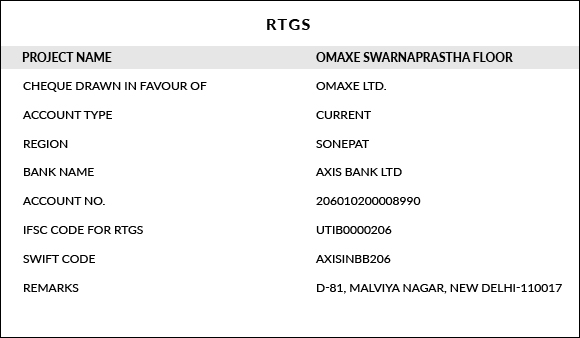 RTGS
PROJECT NAME OMAXE SWARNAPRASTHA FLOOR
CHEQUE DRAWN IN FAVOUR OF OMAXE LTD.
ACCOUNT TYPE CURRENT
REGION SONEPAT
BANK NAME AXIS BANK LTD
ACCOUNT NO. 206010200008990
IFSC CODE FOR RTGS UTIB0000206
SWIFT CODE AXISINBB206
REMARKS D-81, MALVIYA NAGAR, NEW DELHI-110017